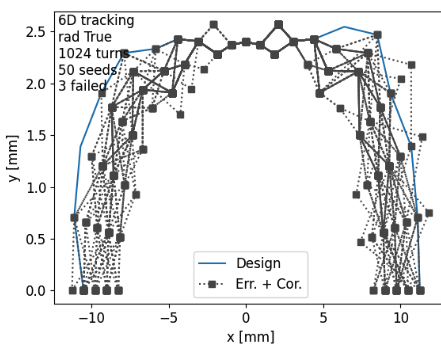 6D tracking
rad True
1024 turns
50 seeds
3 failed
2.5
2.0
1.5
1.0
0.5
0.0
y [mm]
Design
Err. + Cor.
−10
−5
0
5
10
x [mm]